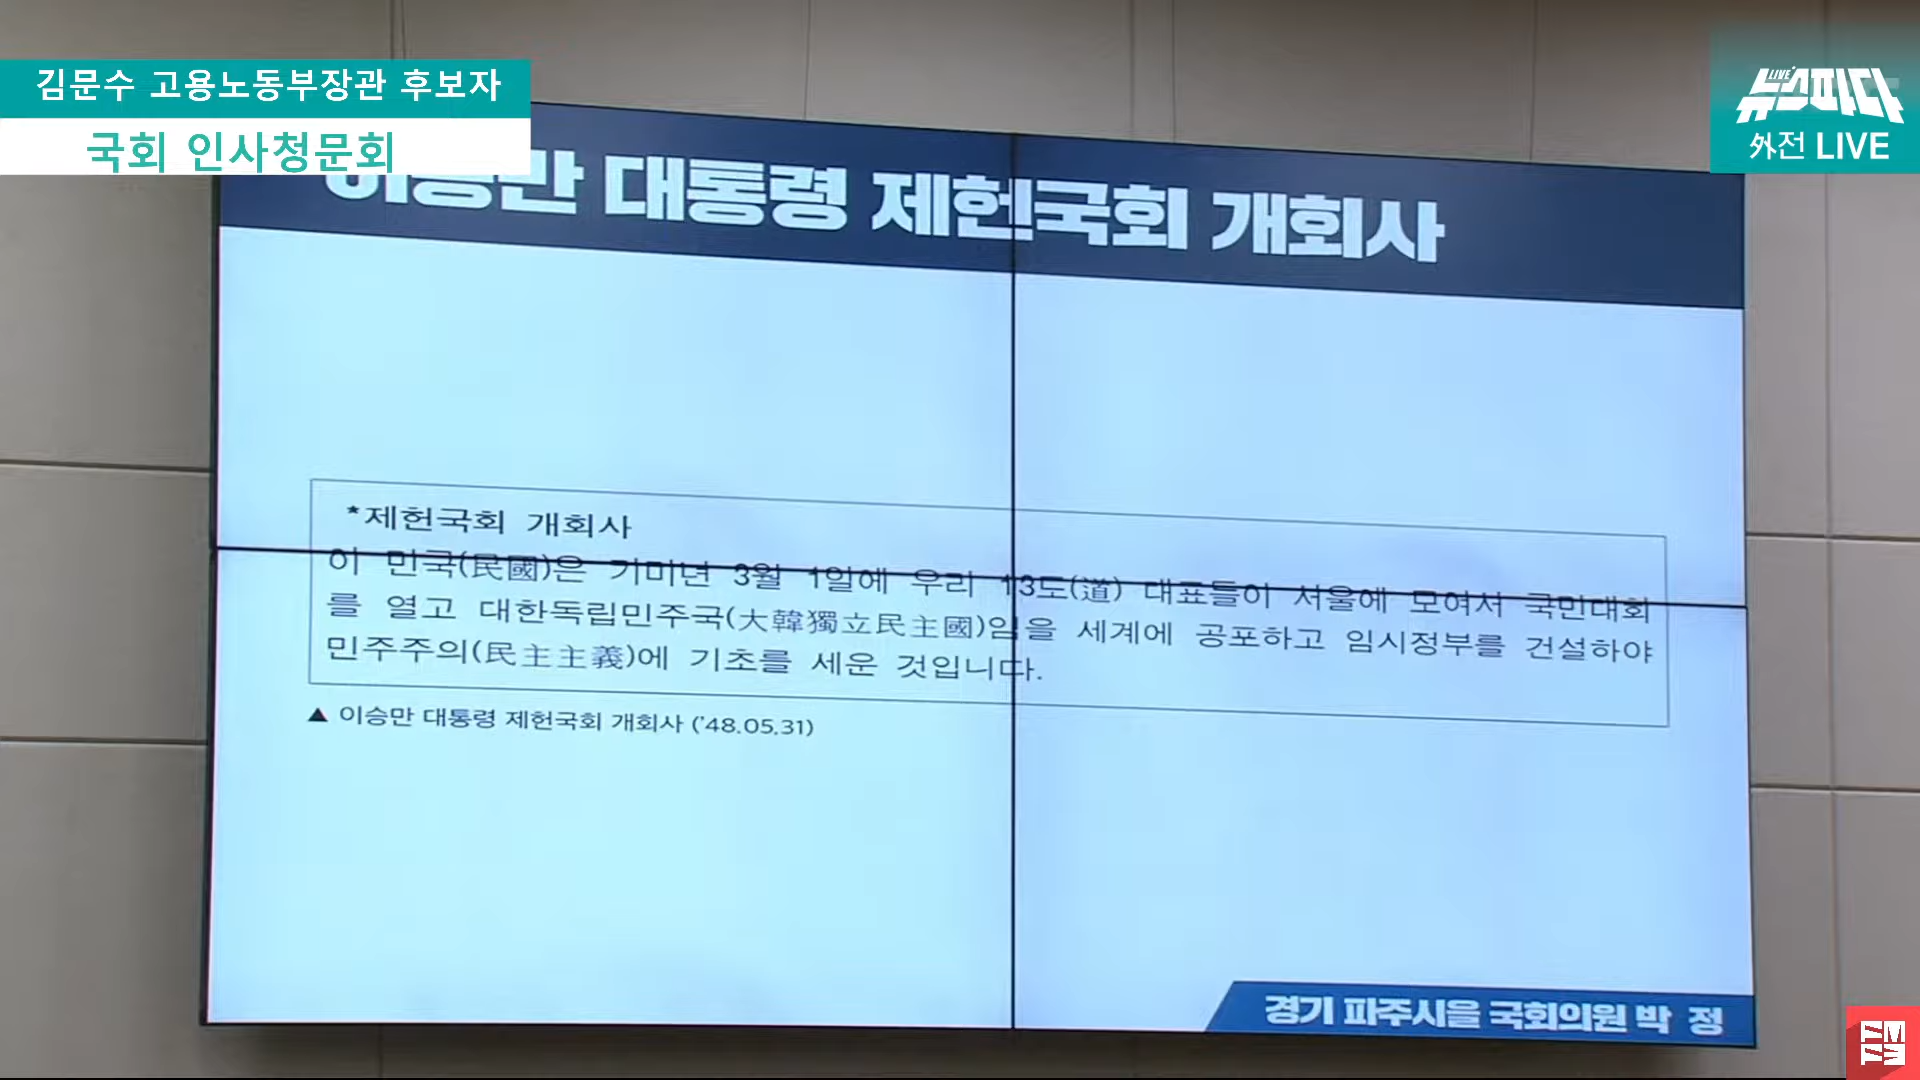 김문수 고용노동부장관 후보자
국회 인사청문회
LIVE
뉴스파다
外전 LIVE
이승만 대통령 제헌국회 개회사
*제헌국회 개회사
이 민국(民國)은 기미년 3월 1일에 우리 13도(道) 대표들이 서울에 모여서 국민대회
를 열고 대한독립민주국(大韓獨立民主國)임을 세계에 공포하고 임시정부를 건설하야
민주주의(民主主義)에 기초를 세운 것입니다.
▲ 이승만 대통령 제헌국회 개회사 ('48.05.31)
경기 파주시을 국회의원 박 정